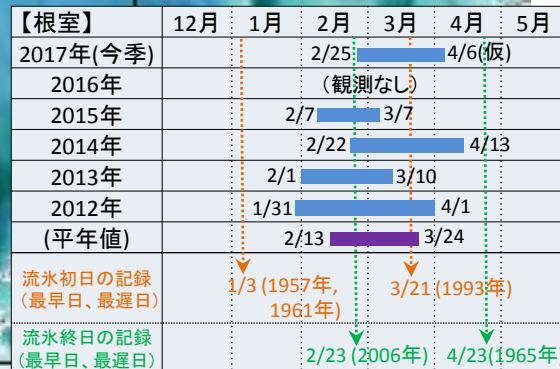 【根室】 12月 1月 2月 3月 4月 5月
2017年(今季) 2/25 4/6(仮)
2016年 (観測なし)
2015年 2/7 3/7
2014年 2/22 4/13
2013年 2/1 3/10
2012年 1/31 4/1
(平年値) 2/13 3/24
流氷初日の記録
(最早日、最遅日)
1/3 (1957年,
1961年)
3/21 (1993年)
流氷終日の記録
(最早日、最遅日)
2/23 (2006年) 4/23(1965年)